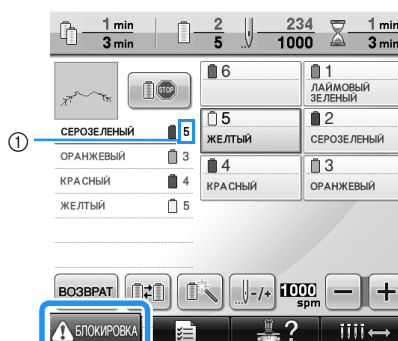 1 min 2 234 1 min
3 min 5 1000 3 min
STOP
6
1
ЛАЙМОВЫЙ
ЗЕЛЕНЫЙ
1
СЕРОЗЕЛЕНЫЙ 5
ОРАНЖЕВЫЙ 3
КРАСНЫЙ 4
ЖЕЛТЫЙ 5
5
ЖЕЛТЫЙ
2
СЕРОЗЕЛЕНЫЙ
4
КРАСНЫЙ
3
ОРАНЖЕВЫЙ
ВОЗВРАТ -/+ 1000 spm − +
БЛОКИРОВКА ?